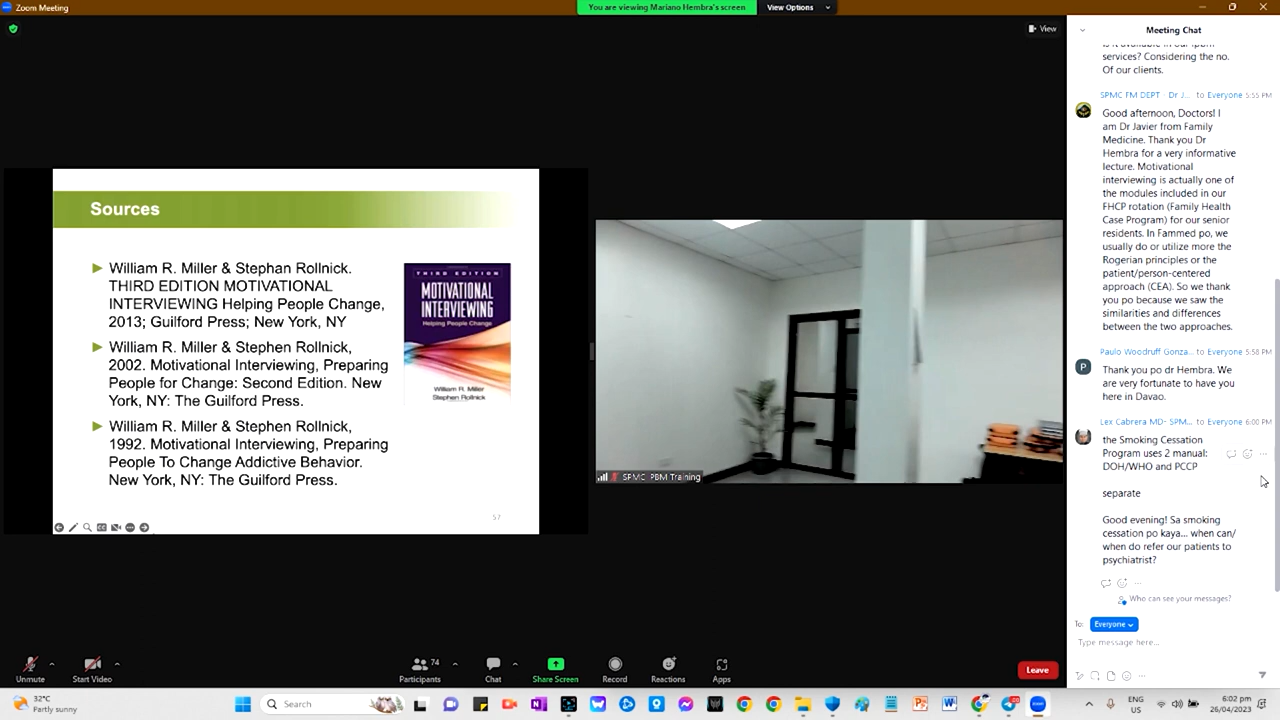 Zoom Meeting
You are viewing Mariano Hembra's screen
View Options
View
Sources
William R. Miller & Stephan Rollnick.
THIRD EDITION MOTIVATIONAL
INTERVIEWING Helping People Change,
2013; Guilford Press; New York, NY
William R. Miller & Stephen Rollnick,
2002. Motivational Interviewing, Preparing
People for Change: Second Edition. New
York, NY: The Guilford Press.
William R. Miller & Stephen Rollnick,
1992. Motivational Interviewing, Preparing
People To Change Addictive Behavior.
New York, NY: The Guilford Press.
THIRD EDITION
MOTIVATIONAL
INTERVIEWING
Helping People Change
William R. Miller
Stephen Rollnick
57
SPMC_PBM Training
Meeting Chat
services? Considering the no.
Of our clients.
SPMC FM DEPT - Dr J... to Everyone 5:55 PM
Good afternoon, Doctors! I
am Dr Javier from Family
Medicine. Thank you Dr
Hembra for a very informative
lecture. Motivational
interviewing is actually one of
the modules included in our
FHCP rotation (Family Health
Case Program) for our senior
residents. In Fammed po, we
usually do or utilize more the
Rogerian principles or the
patient/person-centered
approach (CEA). So we thank
you po because we saw the
similarities and differences
between the two approaches.
Paulo Woodruff Gonza... to Everyone 5:58 PM
Thank you po dr Hembra. We
are very fortunate to have you
here in Davao.
Lex Cabrera MD- SPM... to Everyone 6:00 PM
the Smoking Cessation
Program uses 2 manual:
DOH/WHO and PCCP
separate
Good evening! Sa smoking
cessation po kaya... when can/
when do refer our patients to
psychiatrist?
Who can see your messages?
To: Everyone
Type message here...
Unmute
Start Video
Participants 74
Chat
Share Screen
Record
Reactions
Apps
Leave
32°C
Partly sunny
Search
ENG
US
6:02 pm
26/04/2023